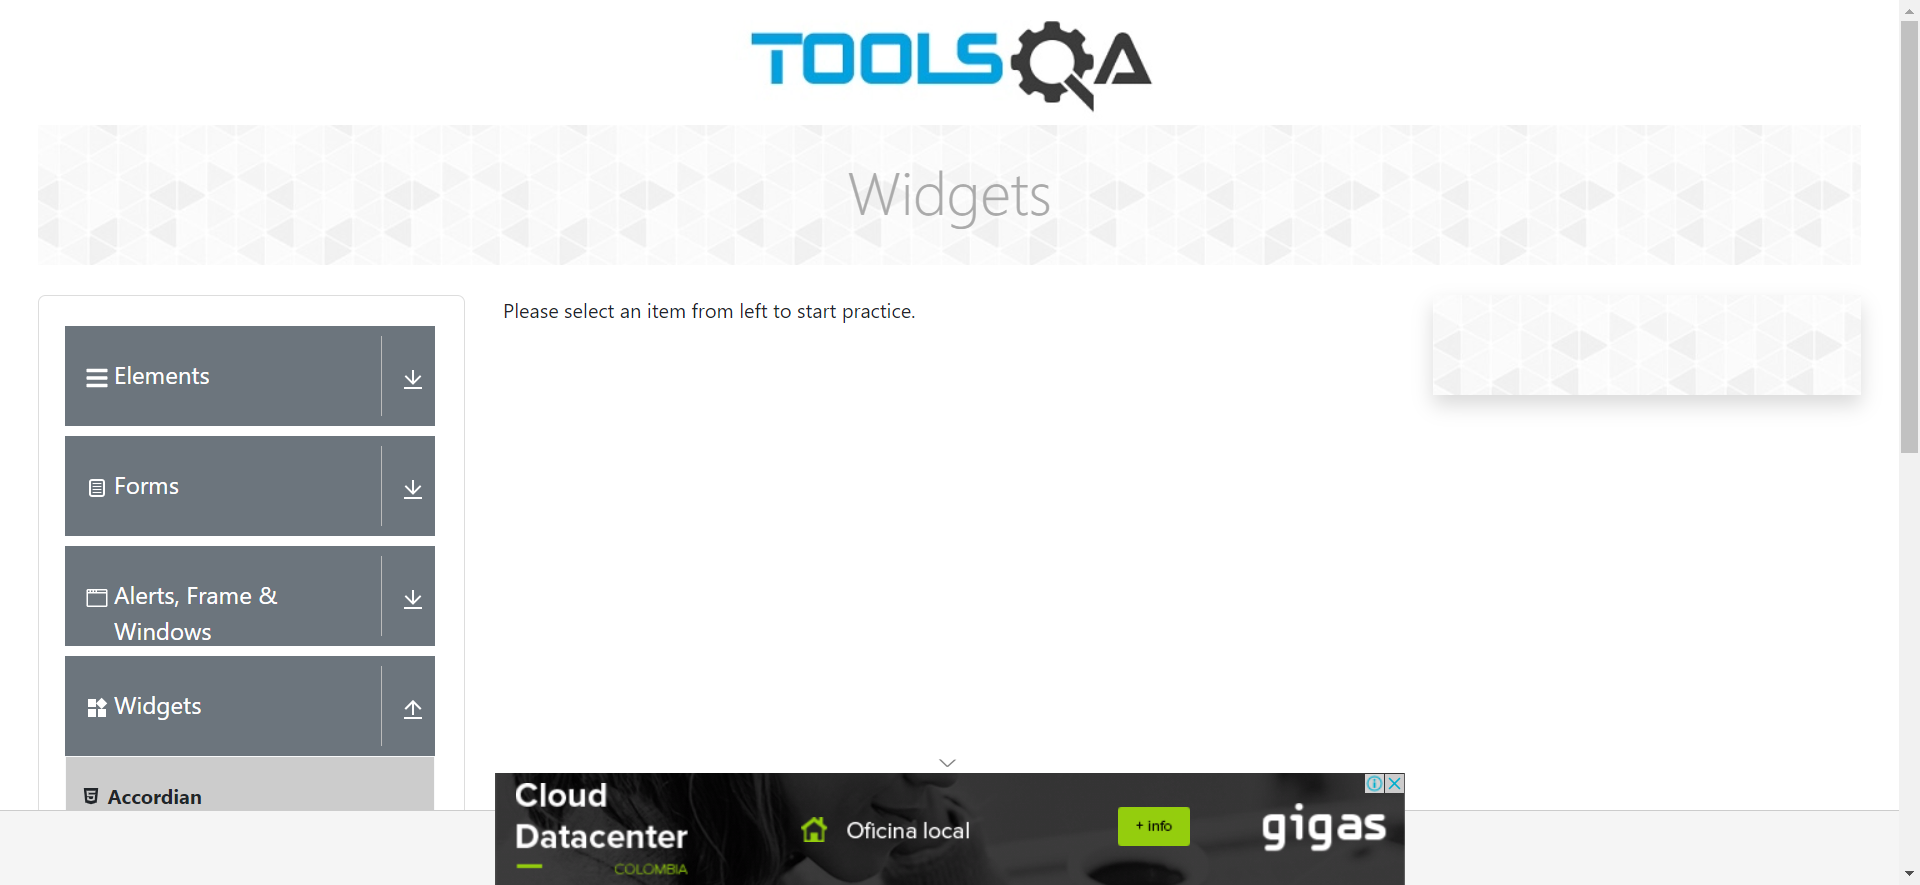 TOOLSQA
Widgets
Please select an item from left to start practice.
Elements
Forms
Alerts, Frame &
Windows
Widgets
Accordian
Cloud
Datacenter
COLOMBIA
Oficina local
+ info
gigas